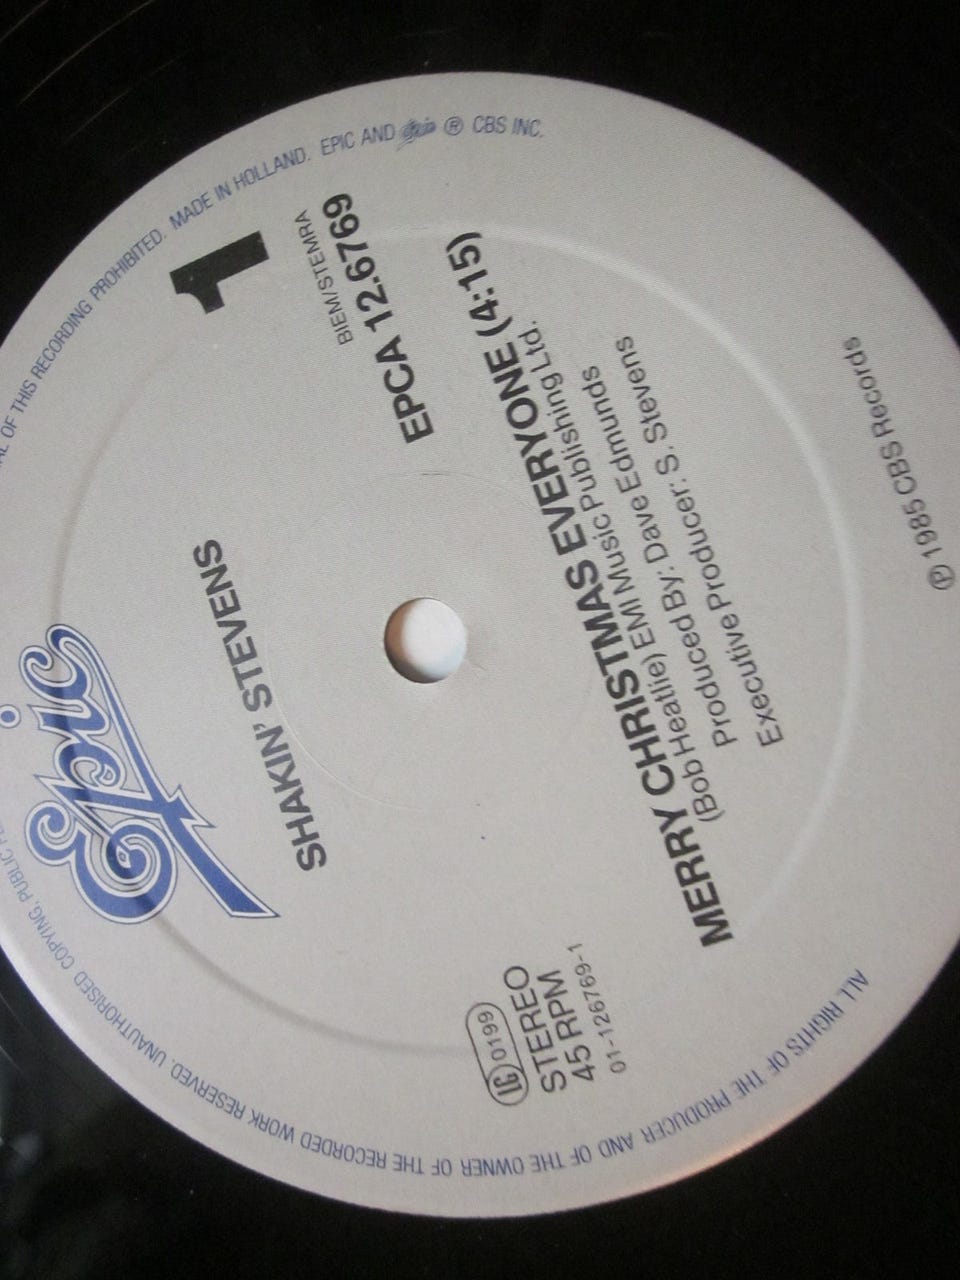 Epic
SHAKIN' STEVENS
1
BIEM/STEMRA
EPCA 12.6769
LC 0199
STEREO
45 RPM
01-126769-1
MERRY CHRISTMAS EVERYONE (4:15)
(Bob Heatlie) EMI Music Publishing Ltd.
Produced By: Dave Edmunds
Executive Producer: S. Stevens
℗ 1985 CBS Records
ALL RIGHTS OF THE PRODUCER AND OF THE OWNER OF THE RECORDED WORK RESERVED. UNAUTHORISED COPYING, PUBLIC OF THIS RECORDING PROHIBITED. MADE IN HOLLAND. EPIC AND Epic ® CBS INC.